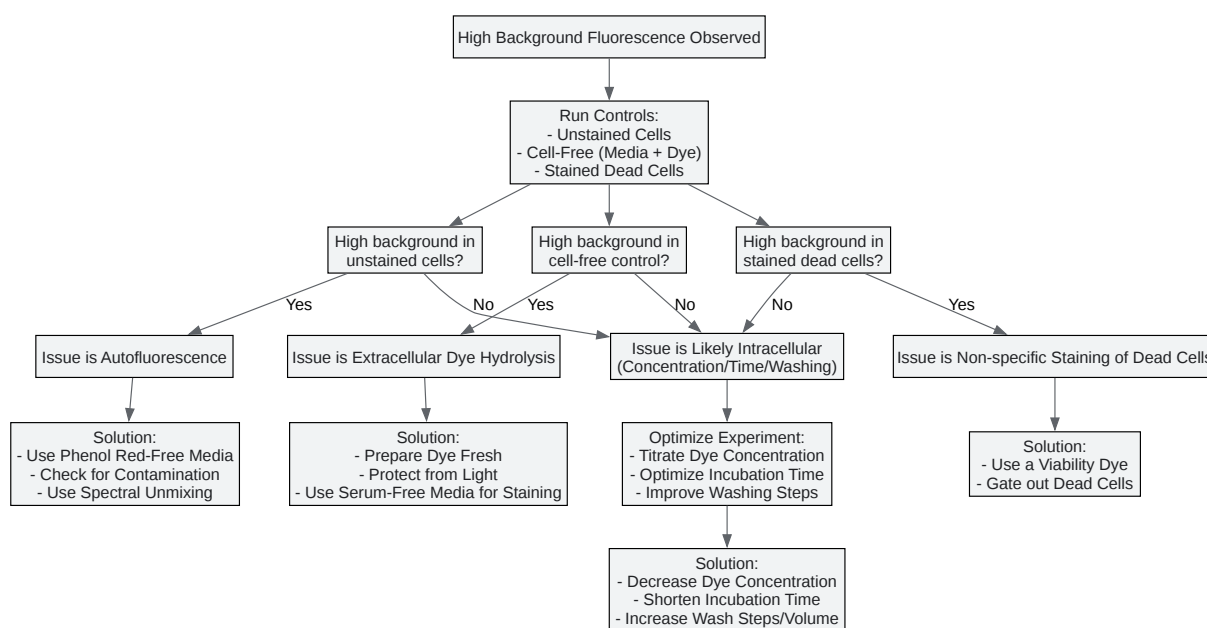 High Background Fluorescence Observed
Run Controls:
- Unstained Cells
- Cell-Free (Media + Dye)
- Stained Dead Cells
High background in
unstained cells?
High background in
cell-free control?
High background in
stained dead cells?
Yes
No
Yes
No
No
Yes
Issue is Autofluorescence
Issue is Extracellular Dye Hydrolysis
Issue is Likely Intracellular
(Concentration/Time/Washing)
Issue is Non-specific Staining of Dead Cells
Solution:
- Use Phenol Red-Free Media
- Check for Contamination
- Use Spectral Unmixing
Solution:
- Prepare Dye Fresh
- Protect from Light
- Use Serum-Free Media for Staining
Optimize Experiment:
- Titrate Dye Concentration
- Optimize Incubation Time
- Improve Washing Steps
Solution:
- Use a Viability Dye
- Gate out Dead Cells
Solution:
- Decrease Dye Concentration
- Shorten Incubation Time
- Increase Wash Steps/Volume